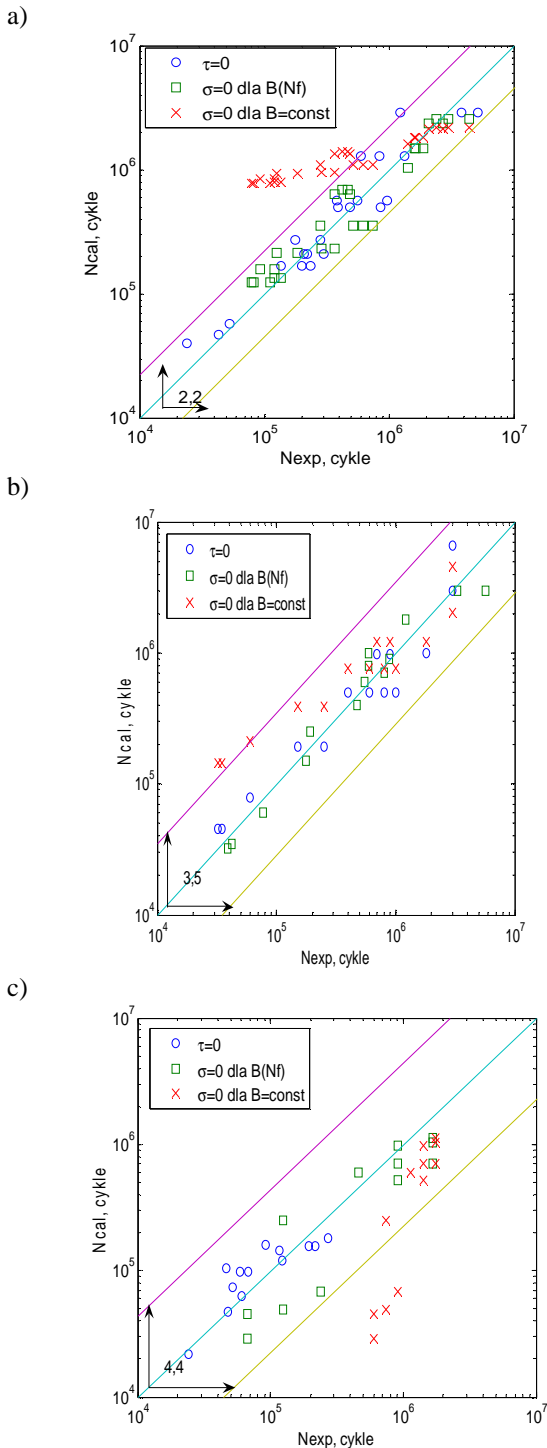 a)
10^7
τ=0
σ=0 dla B(Nf)
σ=0 dla B=const
10^6
Ncal, cykle
10^5
2,2
10^4
10^4 10^5 10^6 10^7
Nexp, cykle
b)
10^7
τ=0
σ=0 dla B(Nf)
σ=0 dla B=const
10^6
Ncal, cykle
10^5
3,5
10^4
10^4 10^5 10^6 10^7
Nexp, cykle
c)
10^7
τ=0
σ=0 dla B(Nf)
σ=0 dla B=const
10^6
Ncal, cykle
10^5
4,4
10^4
10^4 10^5 10^6 10^7
Nexp, cykle